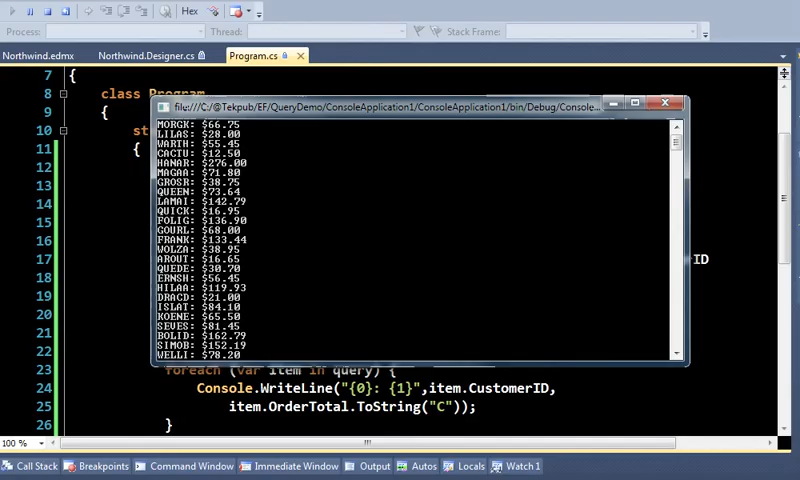 Hex
Process: Thread: Stack Frame:
Northwind.edmx Northwind.Designer.cs Program.cs
7 {
8 class Program
file:///C:/@Tekpub/EF/QueryDemo/ConsoleApplication1/ConsoleApplication1/bin/Debug/Console...
9 {
MORGK: $66.75
10 st
LILAS: $28.00
WARTH: $55.45
11 {
CACTU: $12.50
HANAR: $276.00
12
MAGAA: $71.80
GROSR: $38.75
13
QUEEN: $73.64
LAMAI: $142.79
14
QUICK: $16.95
FOLIG: $136.90
15
GOURL: $68.00
FRANK: $133.44
WOLZA: $38.95
16 ID
AROUT: $16.65
QUEDE: $30.70
17
ERNSH: $56.45
HILAA: $119.93
18
DRACD: $21.00
ISLAT: $84.10
19
KOENE: $65.50
20
SEVES: $81.45
BOLID: $162.79
21
SIMOB: $152.19
22
WELLI: $78.20
23 foreach (var item in query) {
24 Console.WriteLine("{0}: {1}",item.CustomerID,
25 item.OrderTotal.ToString("C"));
26 }
100 %
Call Stack Breakpoints Command Window Immediate Window Output Autos Locals Watch 1